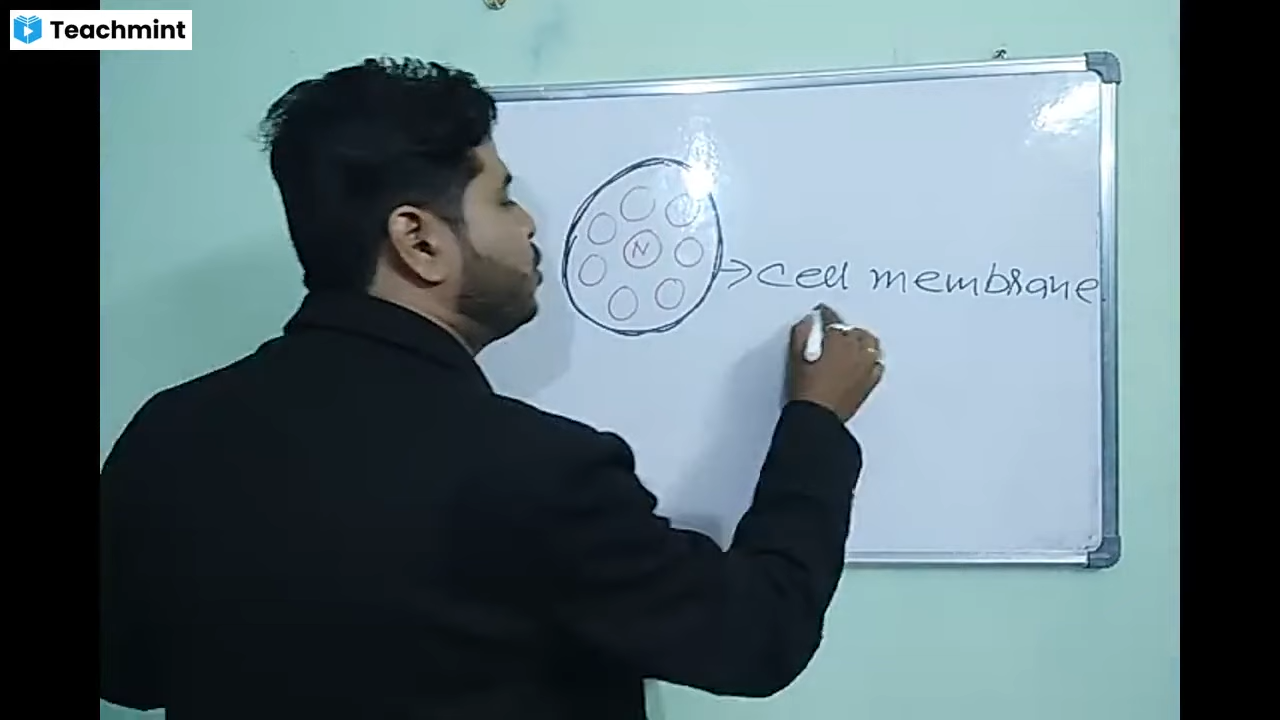 Teachmint
N
→ Cell membrane